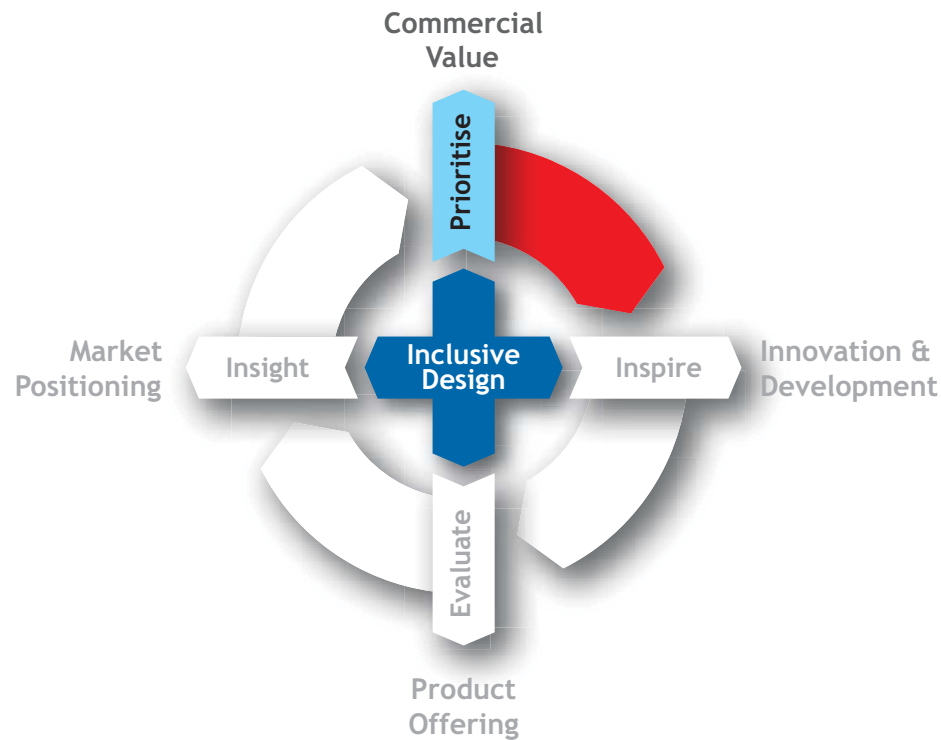 Commercial
Value
Prioritise
Market
Positioning
Insight
Inclusive
Design
Inspire
Innovation &
Development
Evaluate
Product
Offering